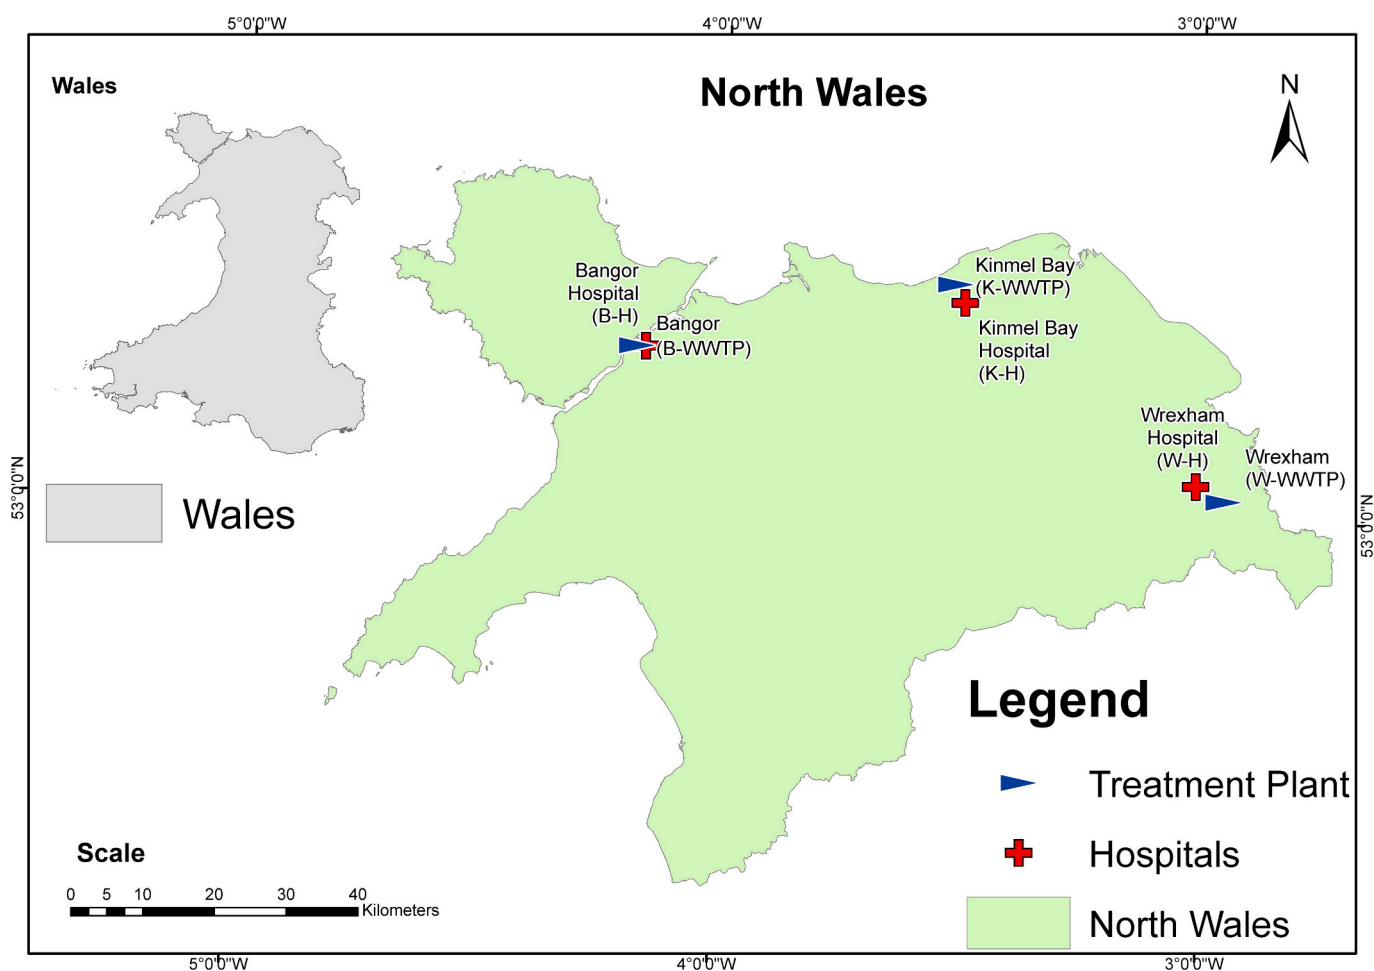 5°0'0"W
4°0'0"W
3°0'0"W
Wales
North Wales
N
Bangor
Hospital
(B-H)
Bangor
(B-WWTP)
Kinmel Bay
(K-WWTP)
Kinmel Bay
Hospital
(K-H)
Wrexham
Hospital
(W-H)
Wrexham
(W-WWTP)
53°0'0"N
53°0'0"N
Wales
Legend
Treatment Plant
Hospitals
North Wales
Scale
0 5 10 20 30 40
Kilometers
5°0'0"W
4°0'0"W
3°0'0"W